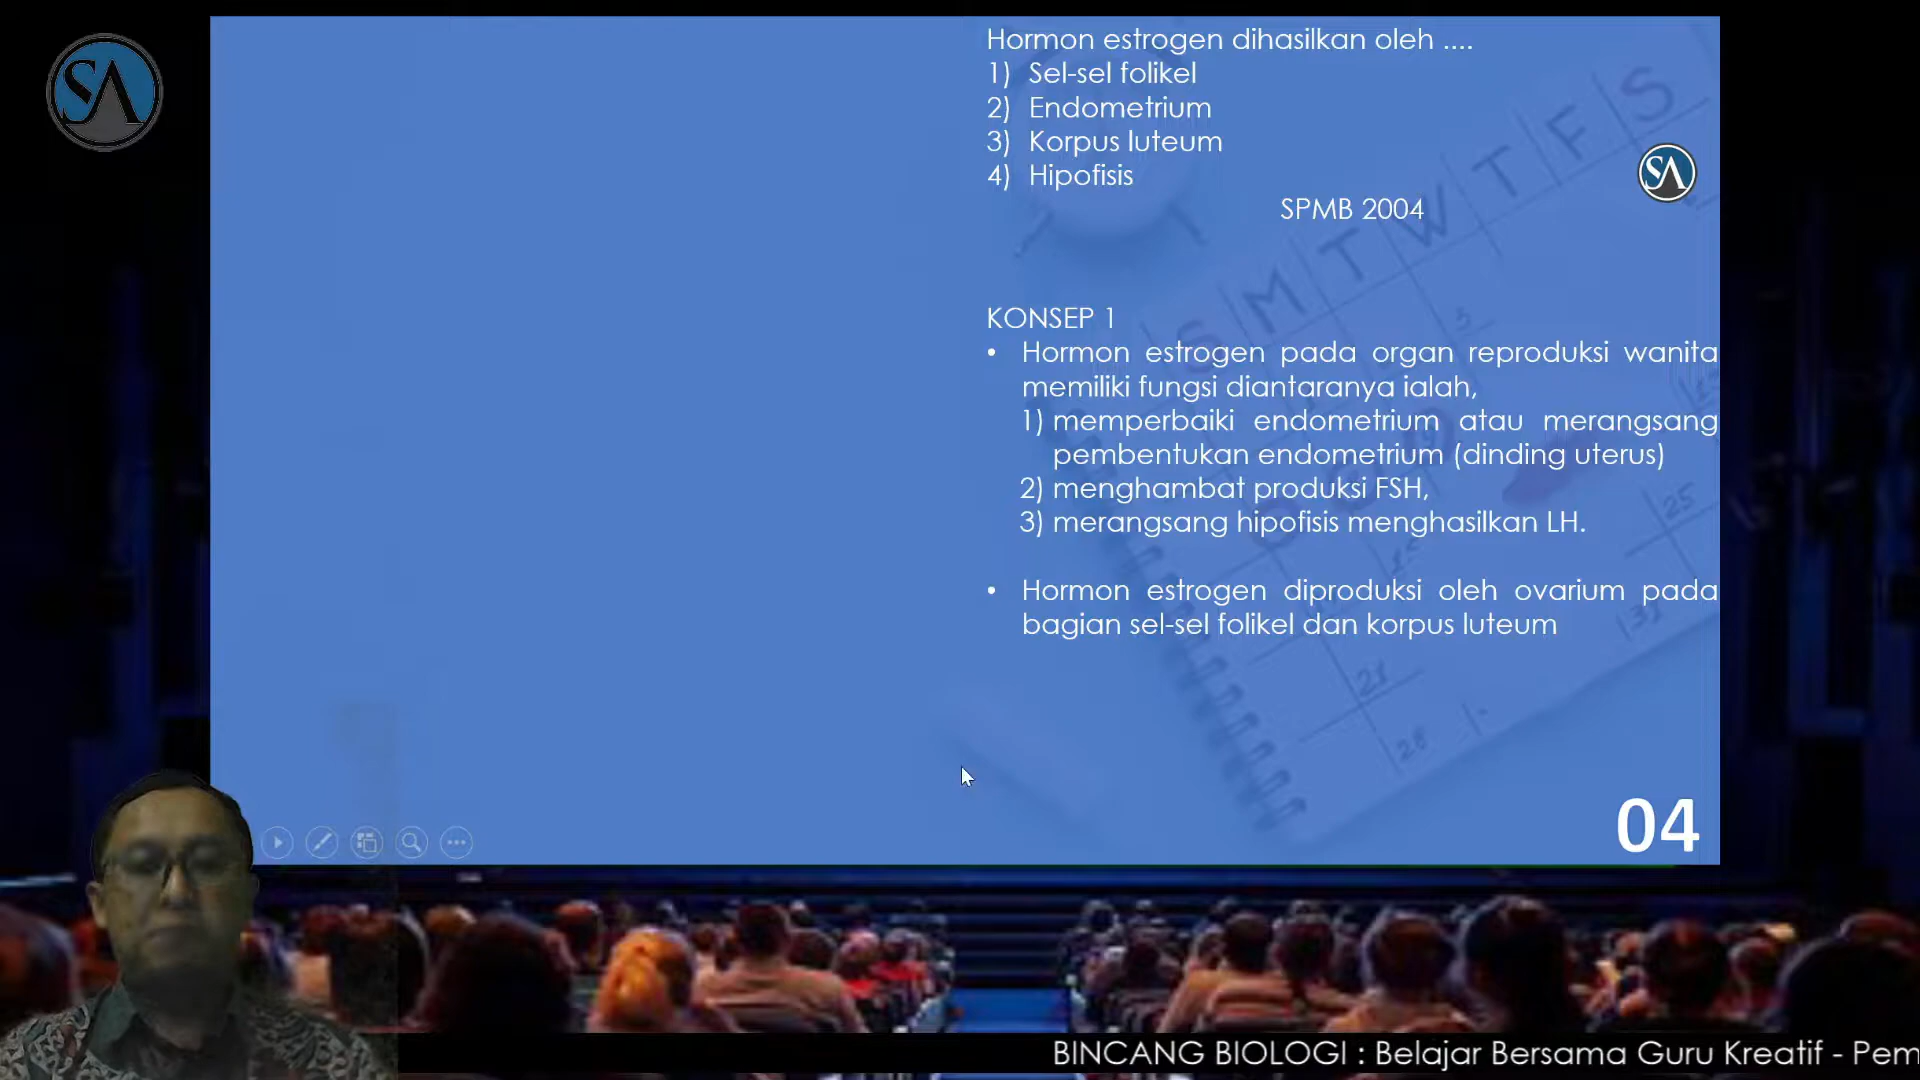 SA
Hormon estrogen dihasilkan oleh ....
1) Sel-sel folikel
2) Endometrium
3) Korpus luteum
4) Hipofisis
SA
SPMB 2004
S M T W T F S
KONSEP 1
• Hormon estrogen pada organ reproduksi wanita
memiliki fungsi diantaranya ialah,
1) memperbaiki endometrium atau merangsang
pembentukan endometrium (dinding uterus)
2) menghambat produksi FSH,
3) merangsang hipofisis menghasilkan LH.
• Hormon estrogen diproduksi oleh ovarium pada
bagian sel-sel folikel dan korpus luteum
04
BINCANG BIOLOGI : Belajar Bersama Guru Kreatif - Pem